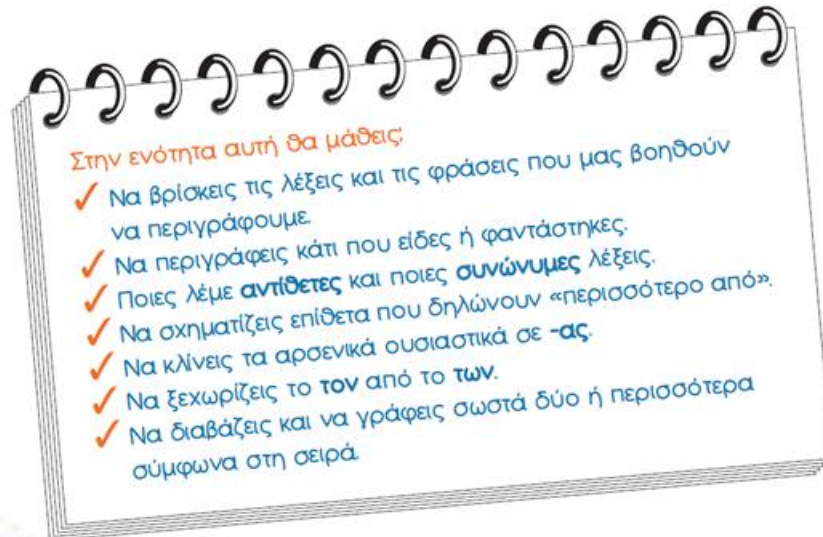 Στην ενότητα αυτή θα μάθεις:
✓ Να βρίσκεις τις λέξεις και τις φράσεις που μας βοηθούν
να περιγράφουμε.
✓ Να περιγράφεις κάτι που είδες ή φαντάστηκες.
✓ Ποιες λέμε αντίθετες και ποιες συνώνυμες λέξεις.
✓ Να σχηματίζεις επίθετα που δηλώνουν «περισσότερο από».
✓ Να κλίνεις τα αρσενικά ουσιαστικά σε -ας.
✓ Να ξεχωρίζεις το τον από το των.
✓ Να διαβάζεις και να γράφεις σωστά δύο ή περισσότερα
σύμφωνα στη σειρά.